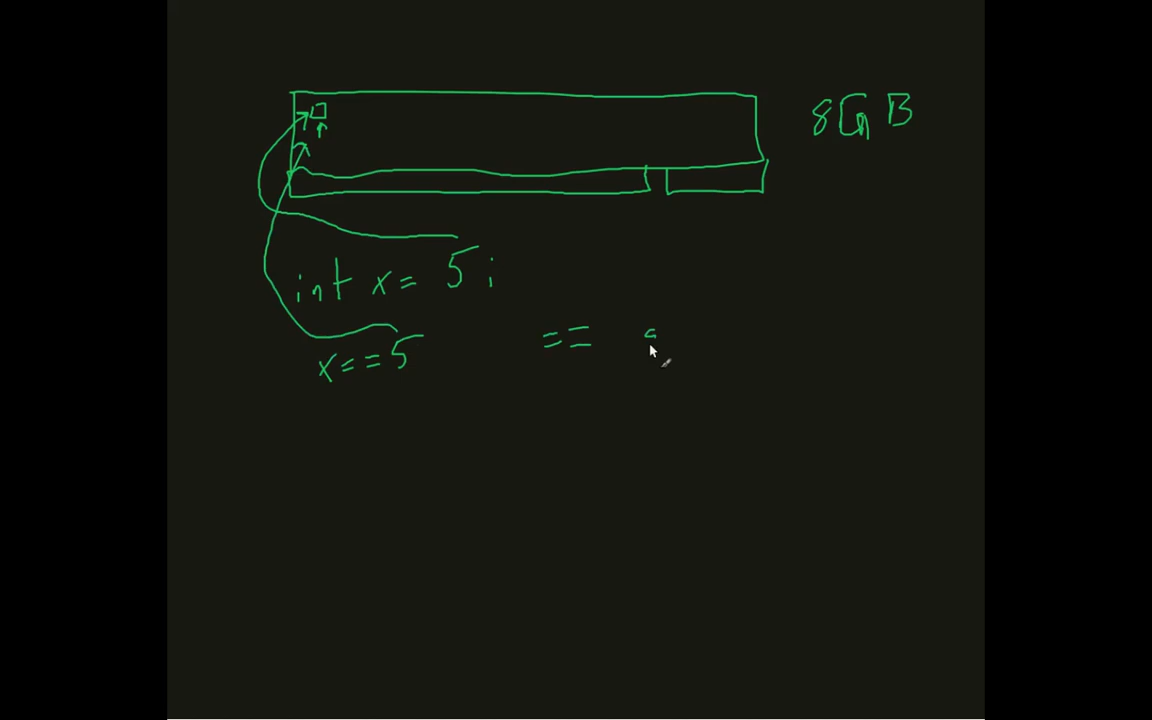 8GB
int x = 5;
x == 5 ==